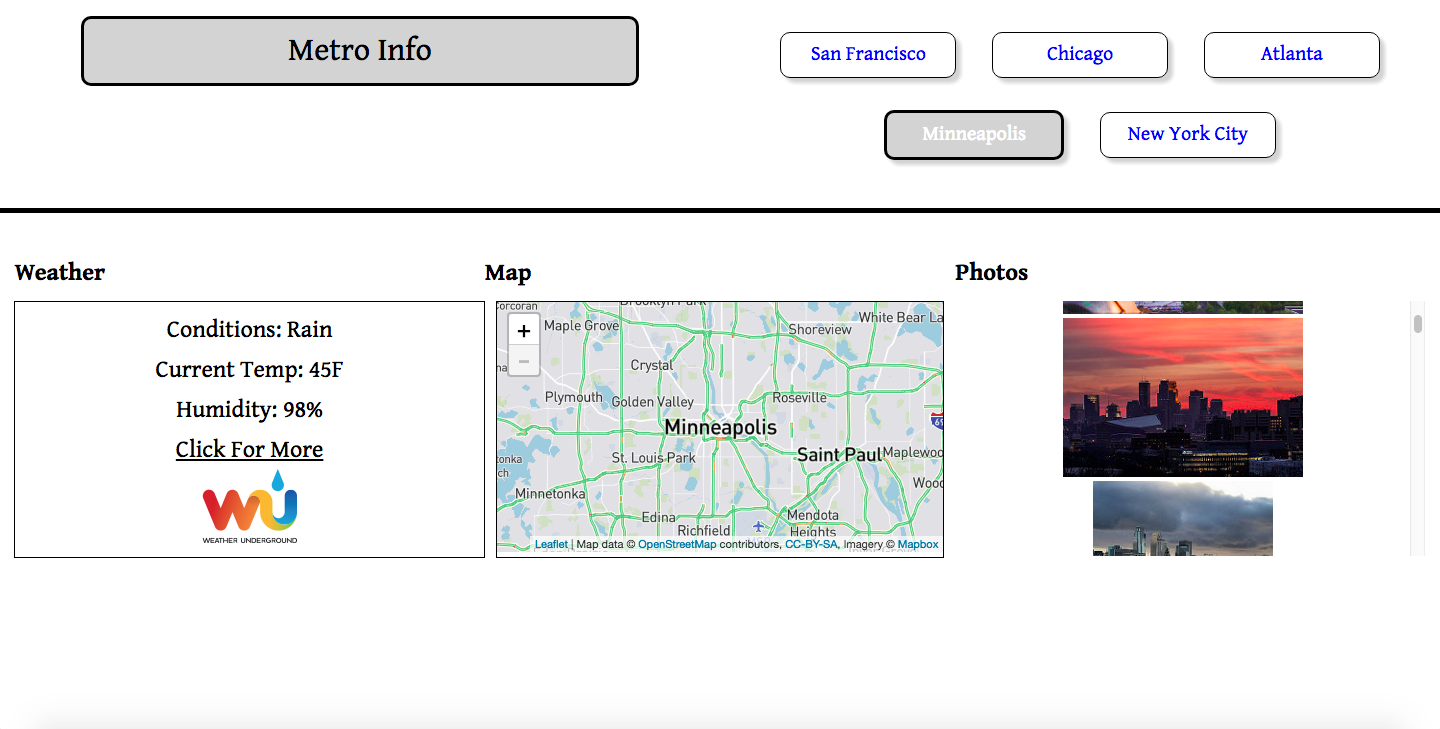 Metro Info
San Francisco
Chicago
Atlanta
Minneapolis
New York City
Weather
Map
Photos
Conditions: Rain
Current Temp: 45F
Humidity: 98%
Click For More
WEATHER UNDERGROUND
+
−
orcoran
Brooklyn Park
White Bear La
Maple Grove
Shoreview
Crystal
Plymouth
Golden Valley
Roseville
Minneapolis
St. Louis Park
Saint Paul
Maplewoo
tonka
ch
Minnetonka
Wood
Edina
Richfield
Mendota
Heights
Leaflet | Map data © OpenStreetMap contributors, CC-BY-SA, Imagery © Mapbox